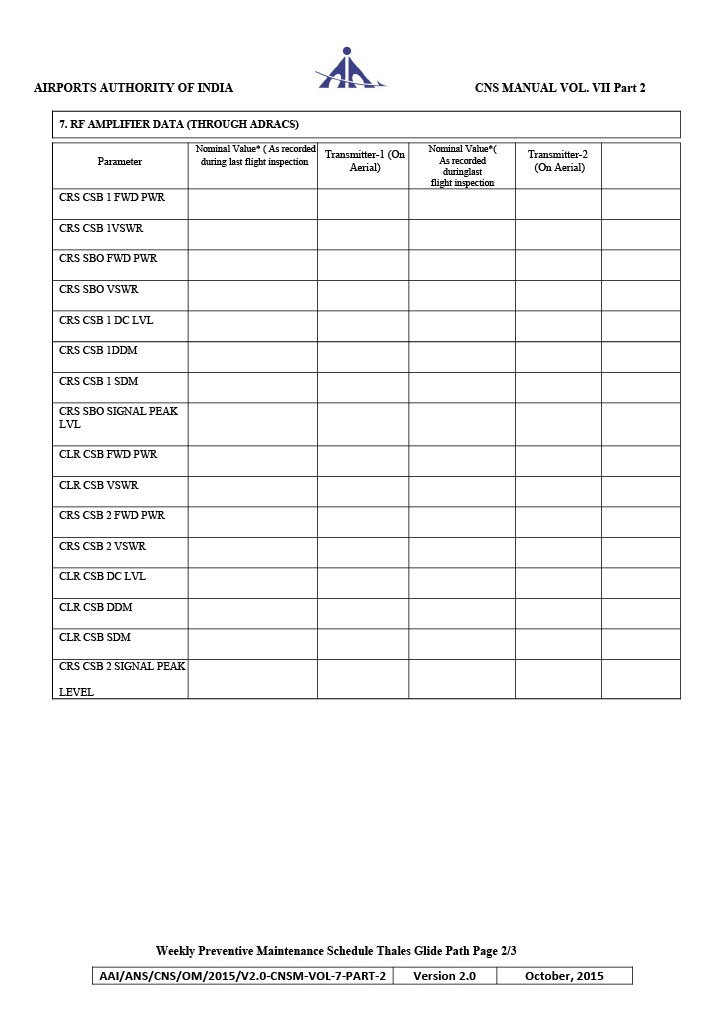 AIRPORTS AUTHORITY OF INDIA
CNS MANUAL VOL. VII Part 2
7. RF AMPLIFIER DATA (THROUGH ADRACS)
Parameter
Nominal Value* ( As recorded
during last flight inspection
Transmitter-1 (On
Aerial)
Nominal Value*(
As recorded
duringlast
flight inspection
Transmitter-2
(On Aerial)
CRS CSB 1 FWD PWR
CRS CSB 1VSWR
CRS SBO FWD PWR
CRS SBO VSWR
CRS CSB 1 DC LVL
CRS CSB 1DDM
CRS CSB 1 SDM
CRS SBO SIGNAL PEAK
LVL
CLR CSB FWD PWR
CLR CSB VSWR
CRS CSB 2 FWD PWR
CRS CSB 2 VSWR
CLR CSB DC LVL
CLR CSB DDM
CLR CSB SDM
CRS CSB 2 SIGNAL PEAK
LEVEL
Weekly Preventive Maintenance Schedule Thales Glide Path Page 2/3
AAI/ANS/CNS/OM/2015/V2.0-CNSM-VOL-7-PART-2
Version 2.0
October, 2015